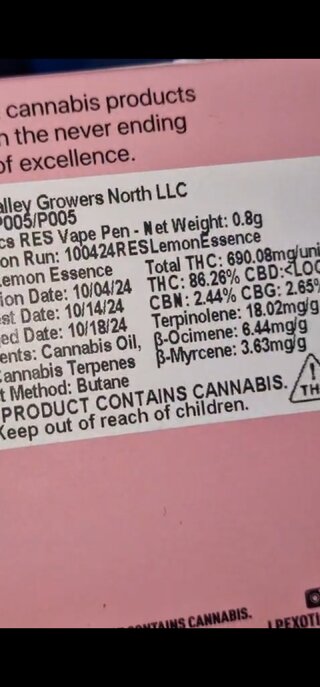 cannabis products
the never ending
of excellence.
alley Growers North LLC
P005/P005
cs RES Vape Pen - Net Weight: 0.8g
on Run: 100424RESLemonEssence
emon Essence
Total THC: 690.08mg/uni
ion Date: 10/04/24
THC: 86.26% CBD:<LOC
st Date: 10/14/24
CBN: 2.44% CBG: 2.65%
ed Date: 10/18/24
Terpinolene: 18.02mg/g
ents: Cannabis Oil,
β-Ocimene: 6.44mg/g
Cannabis Terpenes
β-Myrcene: 3.63mg/g
t Method: Butane
PRODUCT CONTAINS CANNABIS.
Keep out of reach of children.
!
TH
CONTAINS CANNABIS.
LPEXOTI